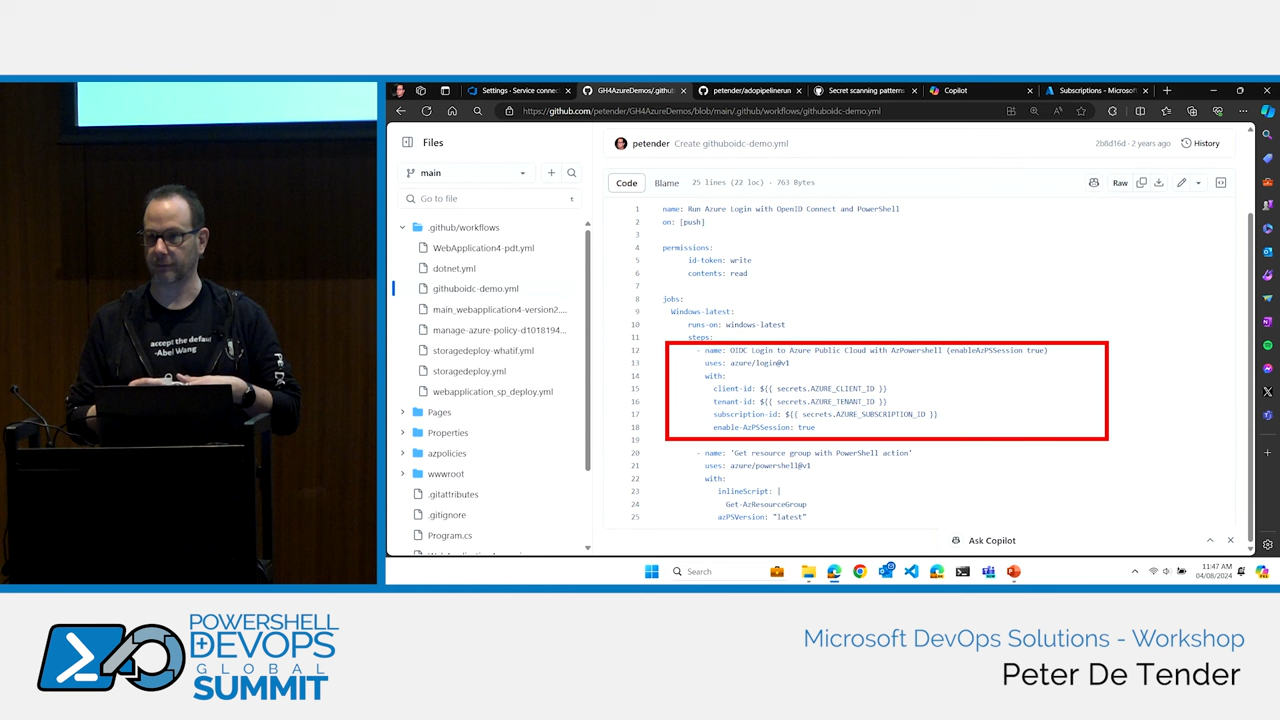 accept the defau
-Abel Wang
Settings - Service connect
GH4AzureDemos/.github
petender/adopipelinerun
Secret scanning patterns
Copilot
Subscriptions - Microsoft
https://github.com/petender/GH4AzureDemos/blob/main/.github/workflows/githuboidc-demo.yml
Files
main
Go to file
t
.github/workflows
WebApplication4-pdt.yml
dotnet.yml
githuboidc-demo.yml
main_webapplication4-version2....
manage-azure-policy-d1018194...
storagedeploy-whatif.yml
storagedeploy.yml
webapplication_sp_deploy.yml
Pages
Properties
azpolicies
wwwroot
.gitattributes
.gitignore
Program.cs
petender Create githuboidc-demo.yml
2b8d16d · 2 years ago
History
Code
Blame
25 lines (22 loc) · 763 Bytes
Raw
1 name: Run Azure Login with OpenID Connect and PowerShell
2 on: [push]
3
4 permissions:
5 id-token: write
6 contents: read
7
8 jobs:
9 Windows-latest:
10 runs-on: windows-latest
11 steps:
12 - name: OIDC Login to Azure Public Cloud with AzPowershell (enableAzPSSession true)
13 uses: azure/login@v1
14 with:
15 client-id: ${{ secrets.AZURE_CLIENT_ID }}
16 tenant-id: ${{ secrets.AZURE_TENANT_ID }}
17 subscription-id: ${{ secrets.AZURE_SUBSCRIPTION_ID }}
18 enable-AzPSSession: true
19
20 - name: 'Get resource group with PowerShell action'
21 uses: azure/powershell@v1
22 with:
23 inlineScript: |
24 Get-AzResourceGroup
25 azPSVersion: "latest"
Ask Copilot
Search
11:47 AM
04/08/2024
POWERSHELL
DEVOPS
GLOBAL
SUMMIT
Microsoft DevOps Solutions - Workshop
Peter De Tender